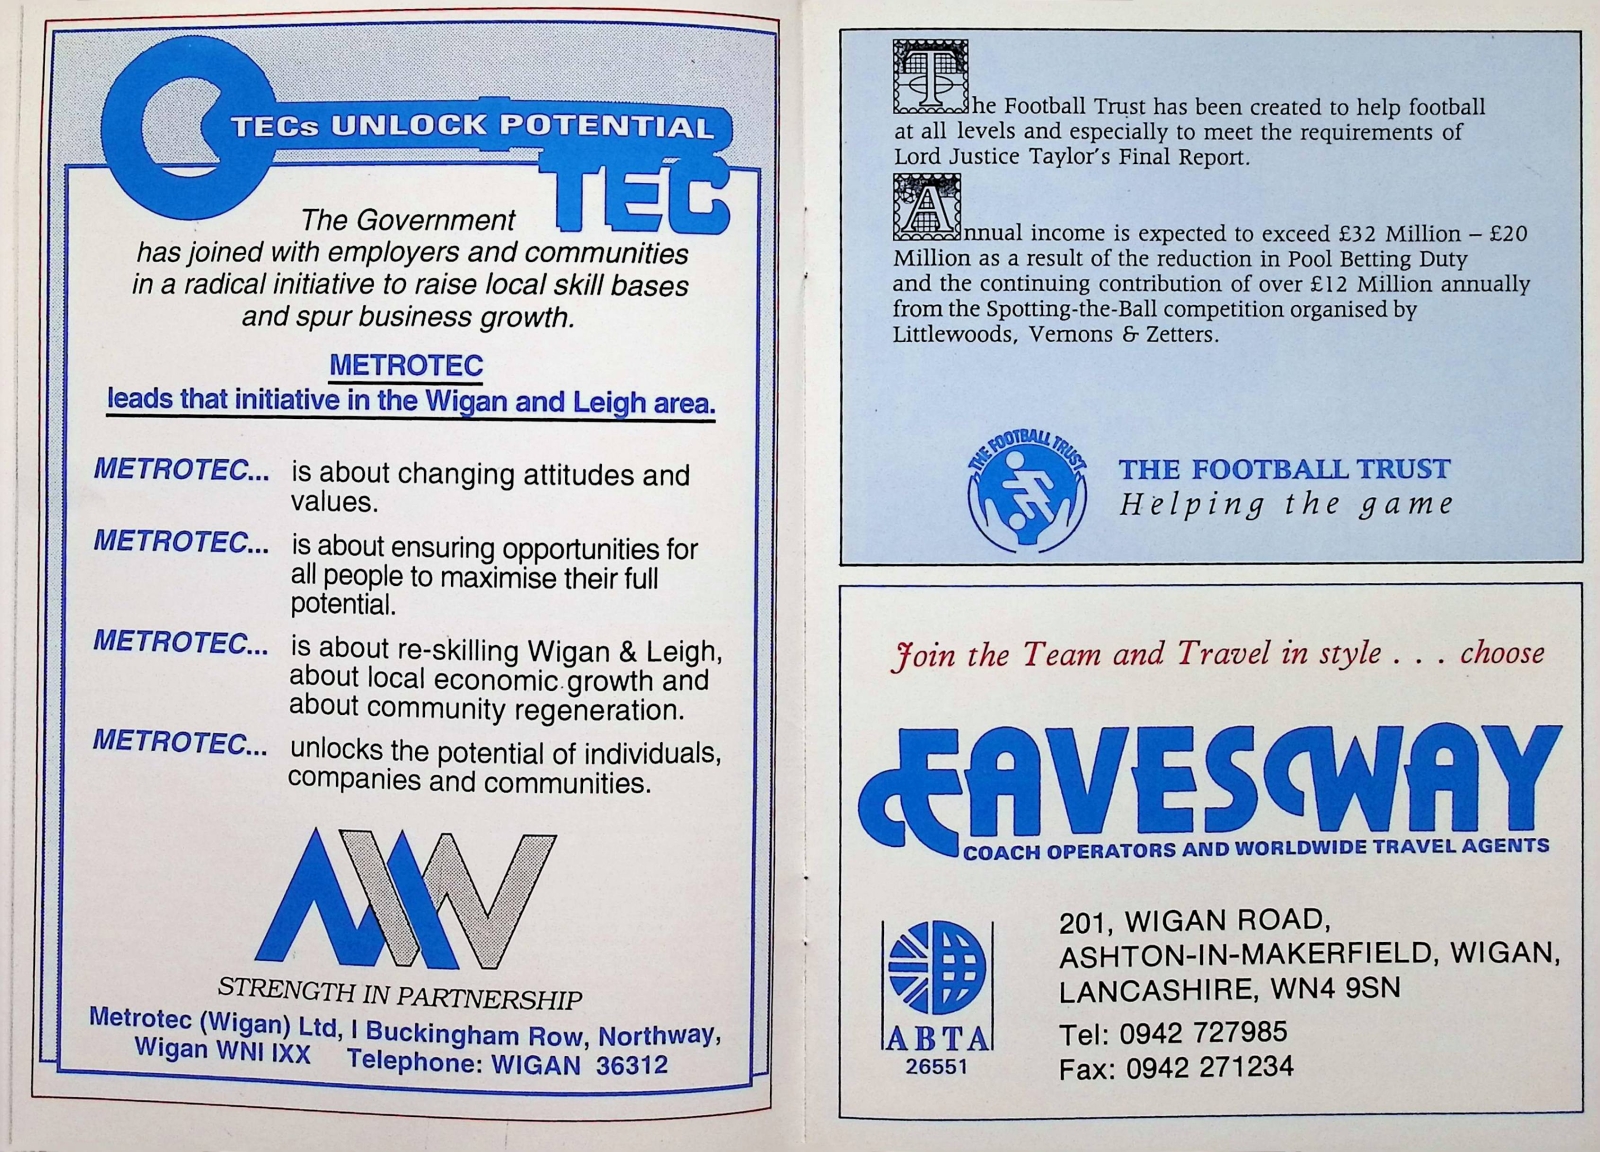 TECs UNLOCK POTENTIAL
TEC
The Government
has joined with employers and communities
in a radical initiative to raise local skill bases
and spur business growth.
METROTEC
leads that initiative in the Wigan and Leigh area.
METROTEC... is about changing attitudes and
values.
METROTEC... is about ensuring opportunities for
all people to maximise their full
potential.
METROTEC... is about re-skilling Wigan & Leigh,
about local economic growth and
about community regeneration.
METROTEC... unlocks the potential of individuals,
companies and communities.
STRENGTH IN PARTNERSHIP
Metrotec (Wigan) Ltd, I Buckingham Row, Northway,
Wigan WNI IXX Telephone: WIGAN 36312
The Football Trust has been created to help football
at all levels and especially to meet the requirements of
Lord Justice Taylor's Final Report.
Annual income is expected to exceed £32 Million – £20
Million as a result of the reduction in Pool Betting Duty
and the continuing contribution of over £12 Million annually
from the Spotting-the-Ball competition organised by
Littlewoods, Vernons & Zetters.
THE FOOTBALL TRUST
THE FOOTBALL TRUST
Helping the game
Join the Team and Travel in style . . . choose
EAVESWAY
COACH OPERATORS AND WORLDWIDE TRAVEL AGENTS
ABTA
26551
201, WIGAN ROAD,
ASHTON-IN-MAKERFIELD, WIGAN,
LANCASHIRE, WN4 9SN
Tel: 0942 727985
Fax: 0942 271234